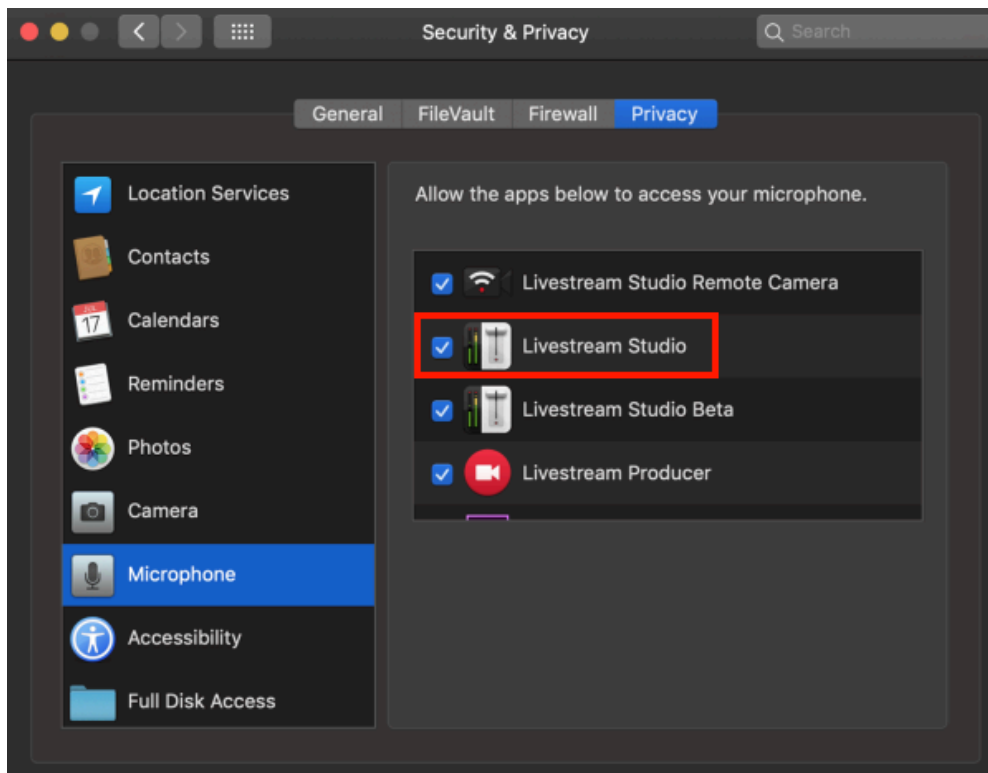 Security & Privacy
Search
General FileVault Firewall Privacy
Location Services
Contacts
Calendars
17
Reminders
Photos
Camera
Microphone
Accessibility
Full Disk Access
Allow the apps below to access your microphone.
Livestream Studio Remote Camera
Livestream Studio
Livestream Studio Beta
Livestream Producer